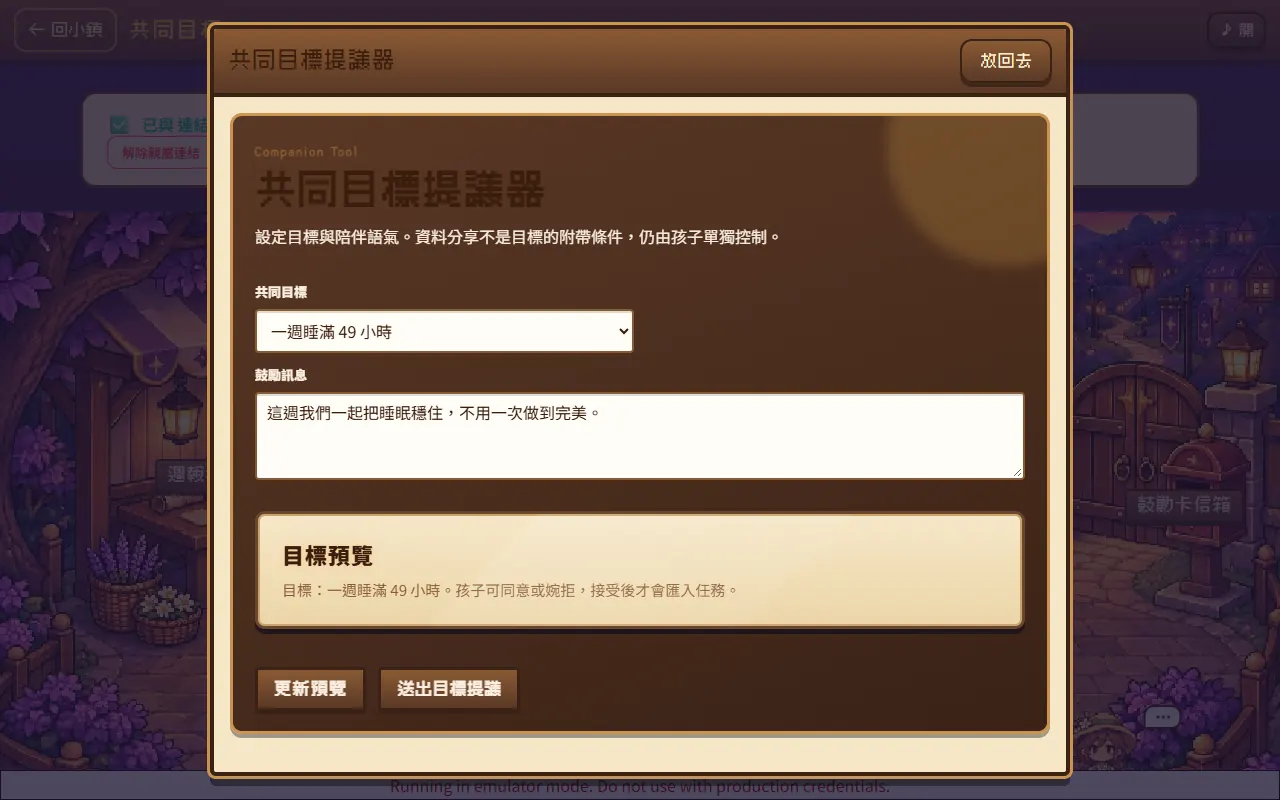 ← 回小鎮
共同目
♪ 開
共同目標提議器
放回去
已與 連結
解除親屬連結
Companion Tool
共同目標提議器
設定目標與陪伴語氣。資料分享不是目標的附帶條件，仍由孩子單獨控制。
共同目標
一週睡滿 49 小時
鼓勵訊息
這週我們一起把睡眠穩住，不用一次做到完美。
週報
鼓勵卡信箱
目標預覽
目標：一週睡滿 49 小時。孩子可同意或婉拒，接受後才會匯入任務。
更新預覽
送出目標提議
...
Running in emulator mode. Do not use with production credentials.